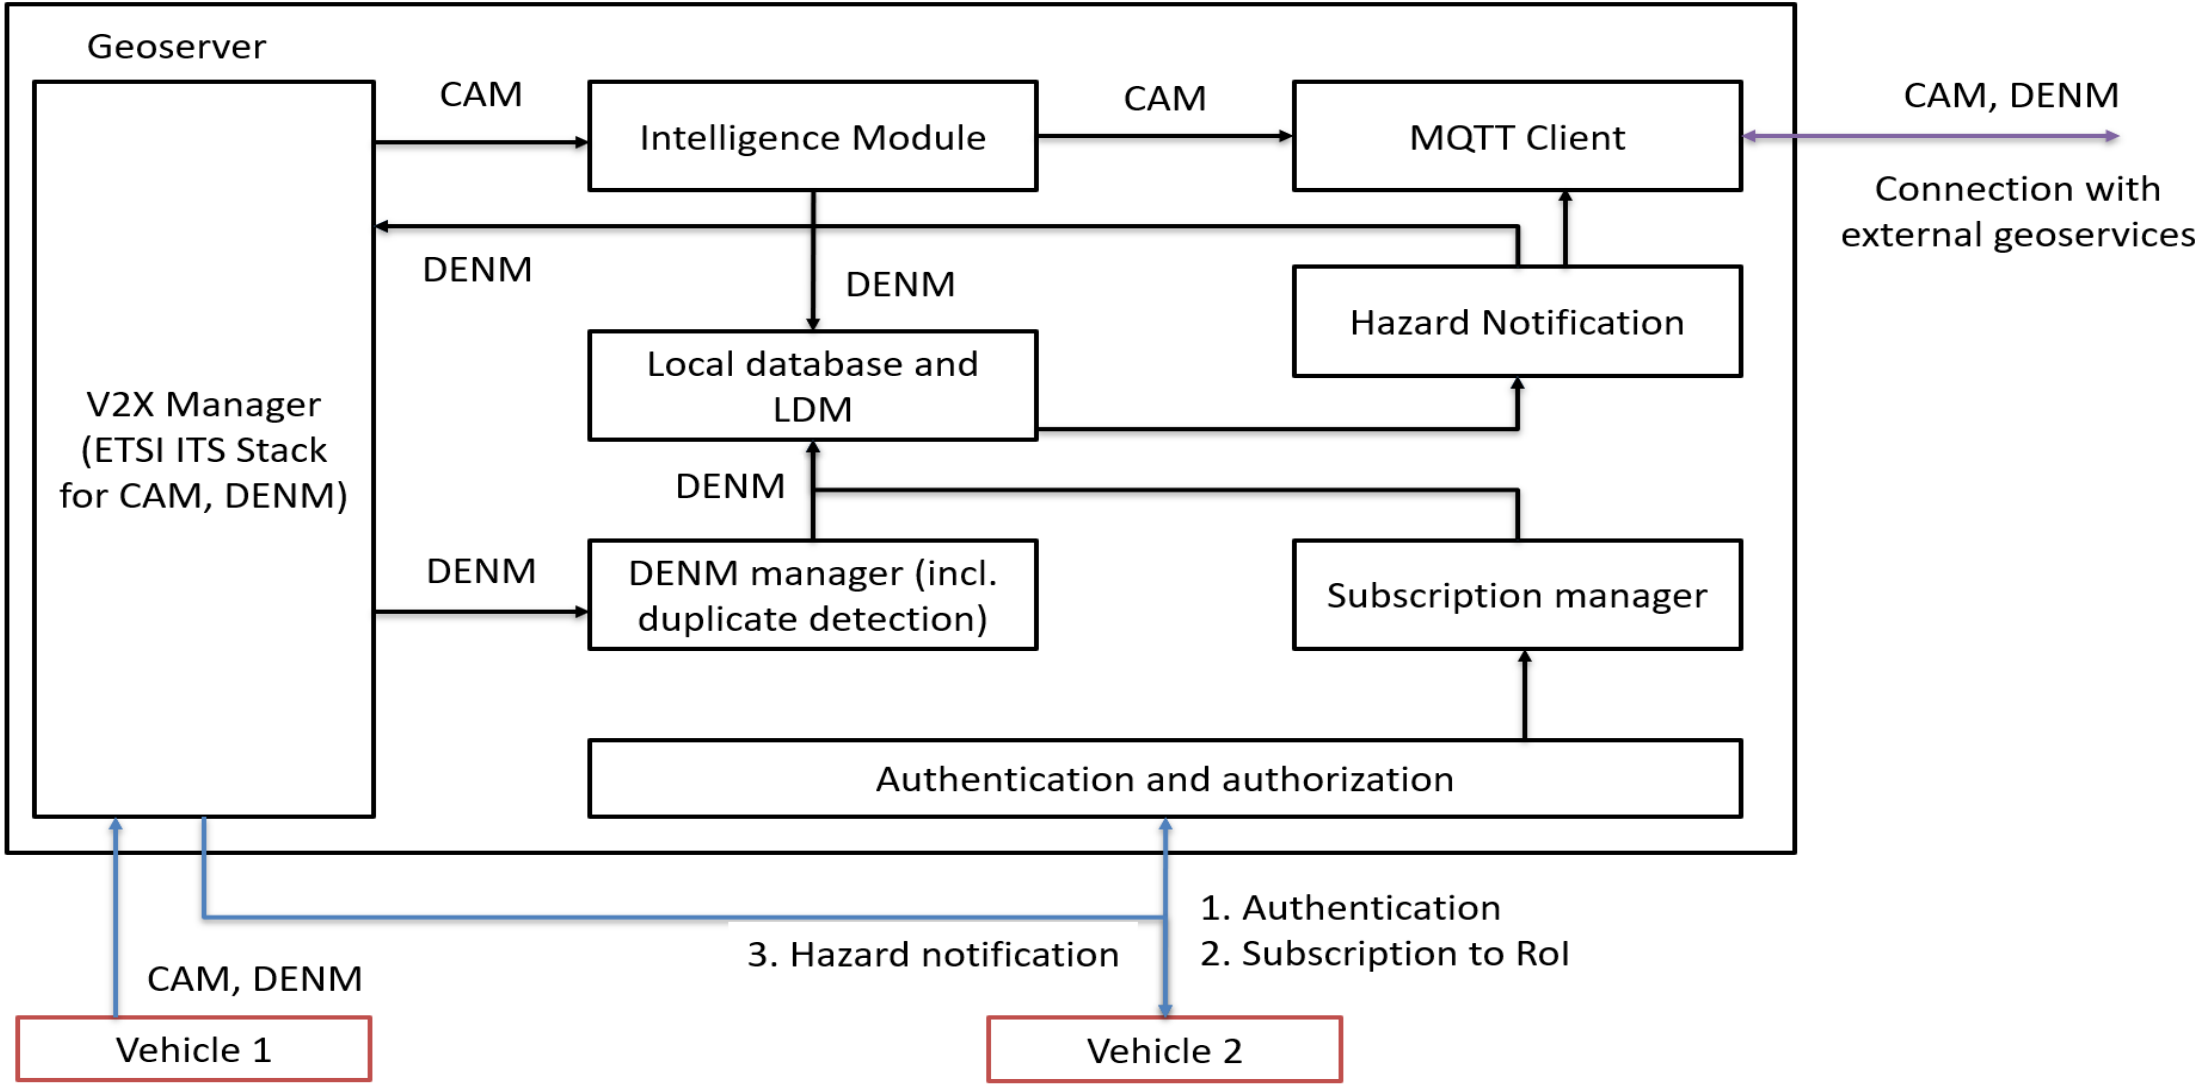 Geoserver
CAM
Intelligence Module
CAM
MQTT Client
CAM, DENM
Connection with
external geoservices
DENM
DENM
Hazard Notification
Local database and
LDM
V2X Manager
(ETSI ITS Stack
for CAM, DENM)
DENM
DENM
DENM manager (incl.
duplicate detection)
Subscription manager
Authentication and authorization
1. Authentication
2. Subscription to RoI
3. Hazard notification
CAM, DENM
Vehicle 1
Vehicle 2